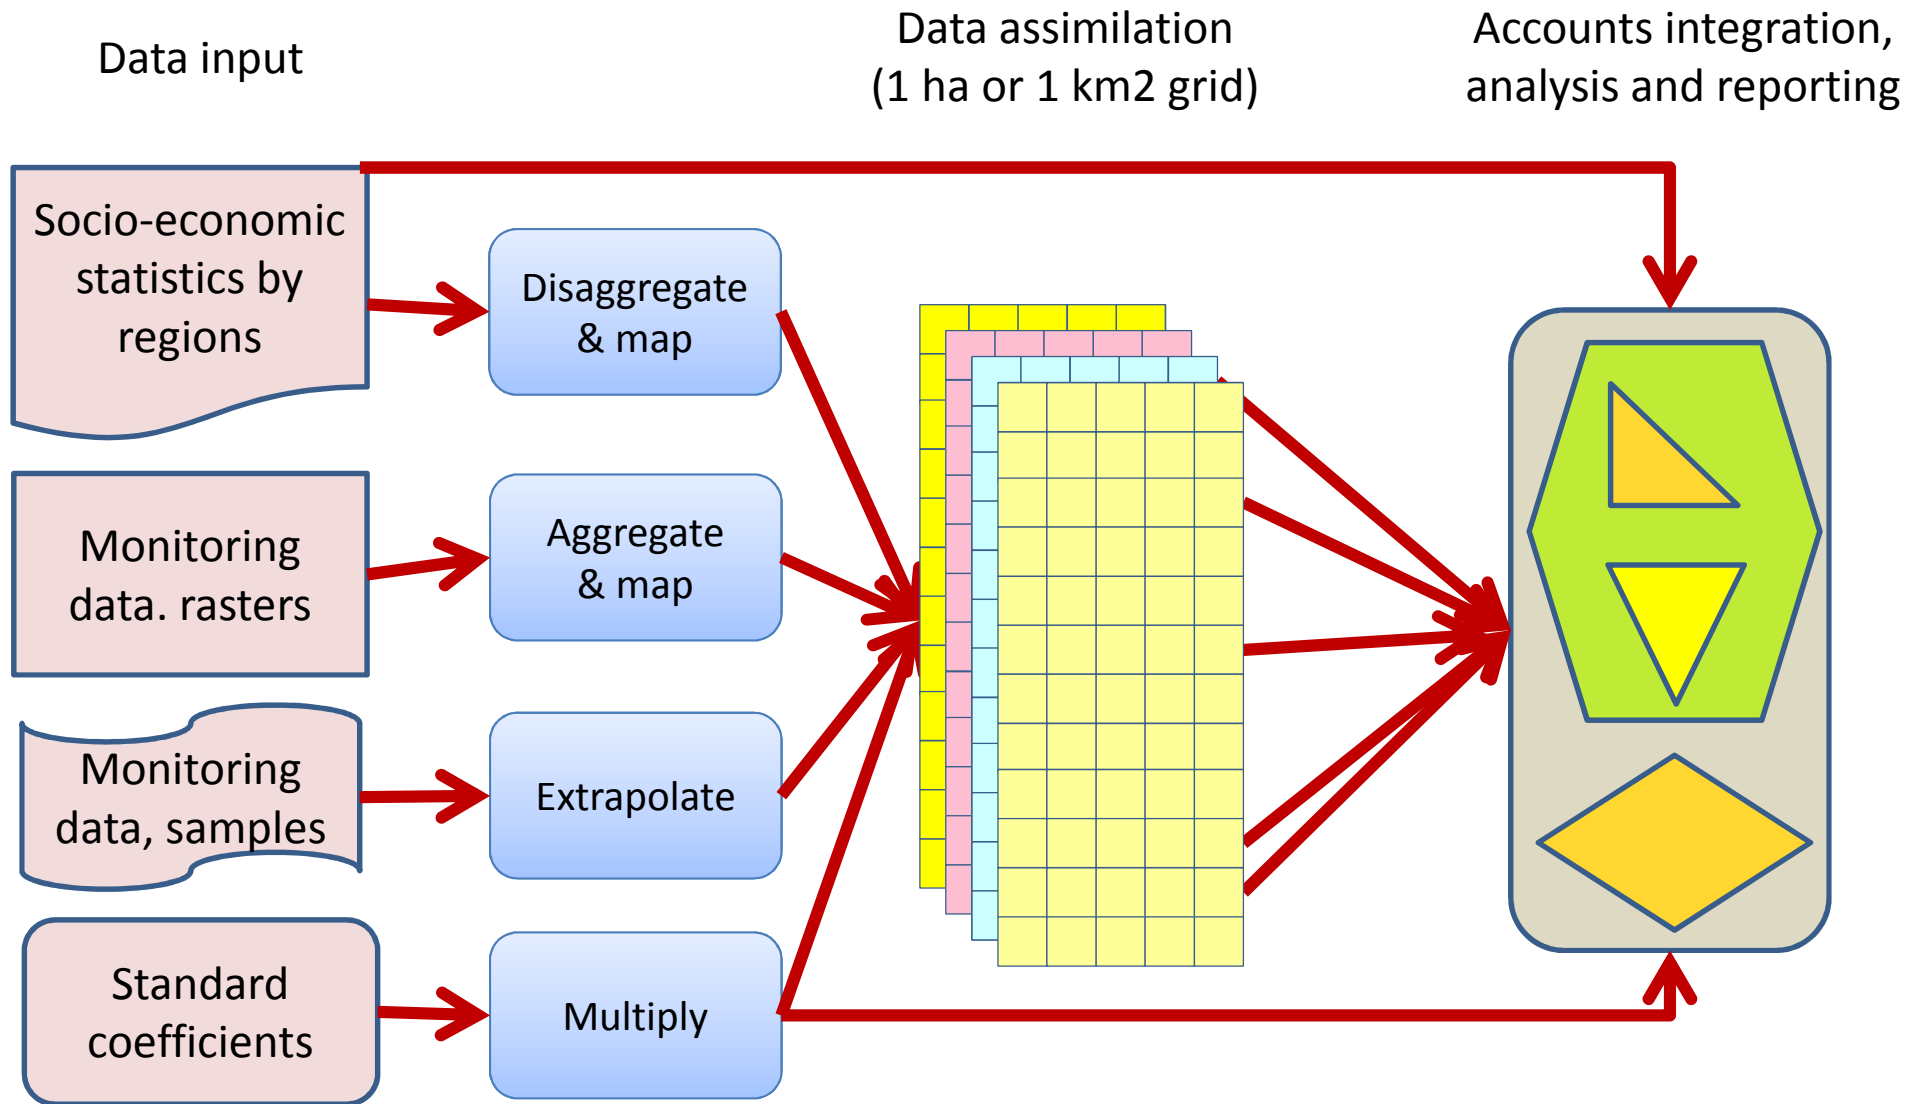 Data input
Data assimilation
(1 ha or 1 km2 grid)
Accounts integration,
analysis and reporting
Socio-economic
statistics by
regions
Disaggregate
& map
Monitoring
data. rasters
Aggregate
& map
Monitoring
data, samples
Extrapolate
Standard
coefficients
Multiply